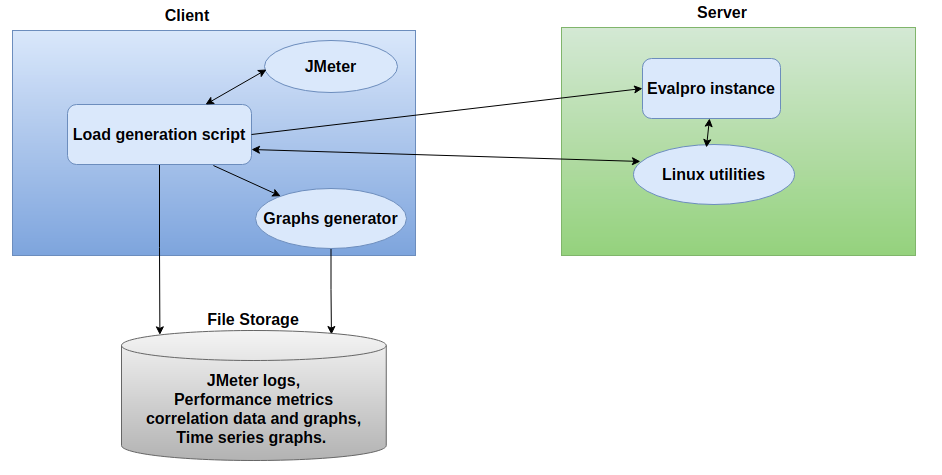 Client
Server
JMeter
Evalpro instance
Load generation script
Linux utilities
Graphs generator
File Storage
JMeter logs,
Performance metrics
correlation data and graphs,
Time series graphs.